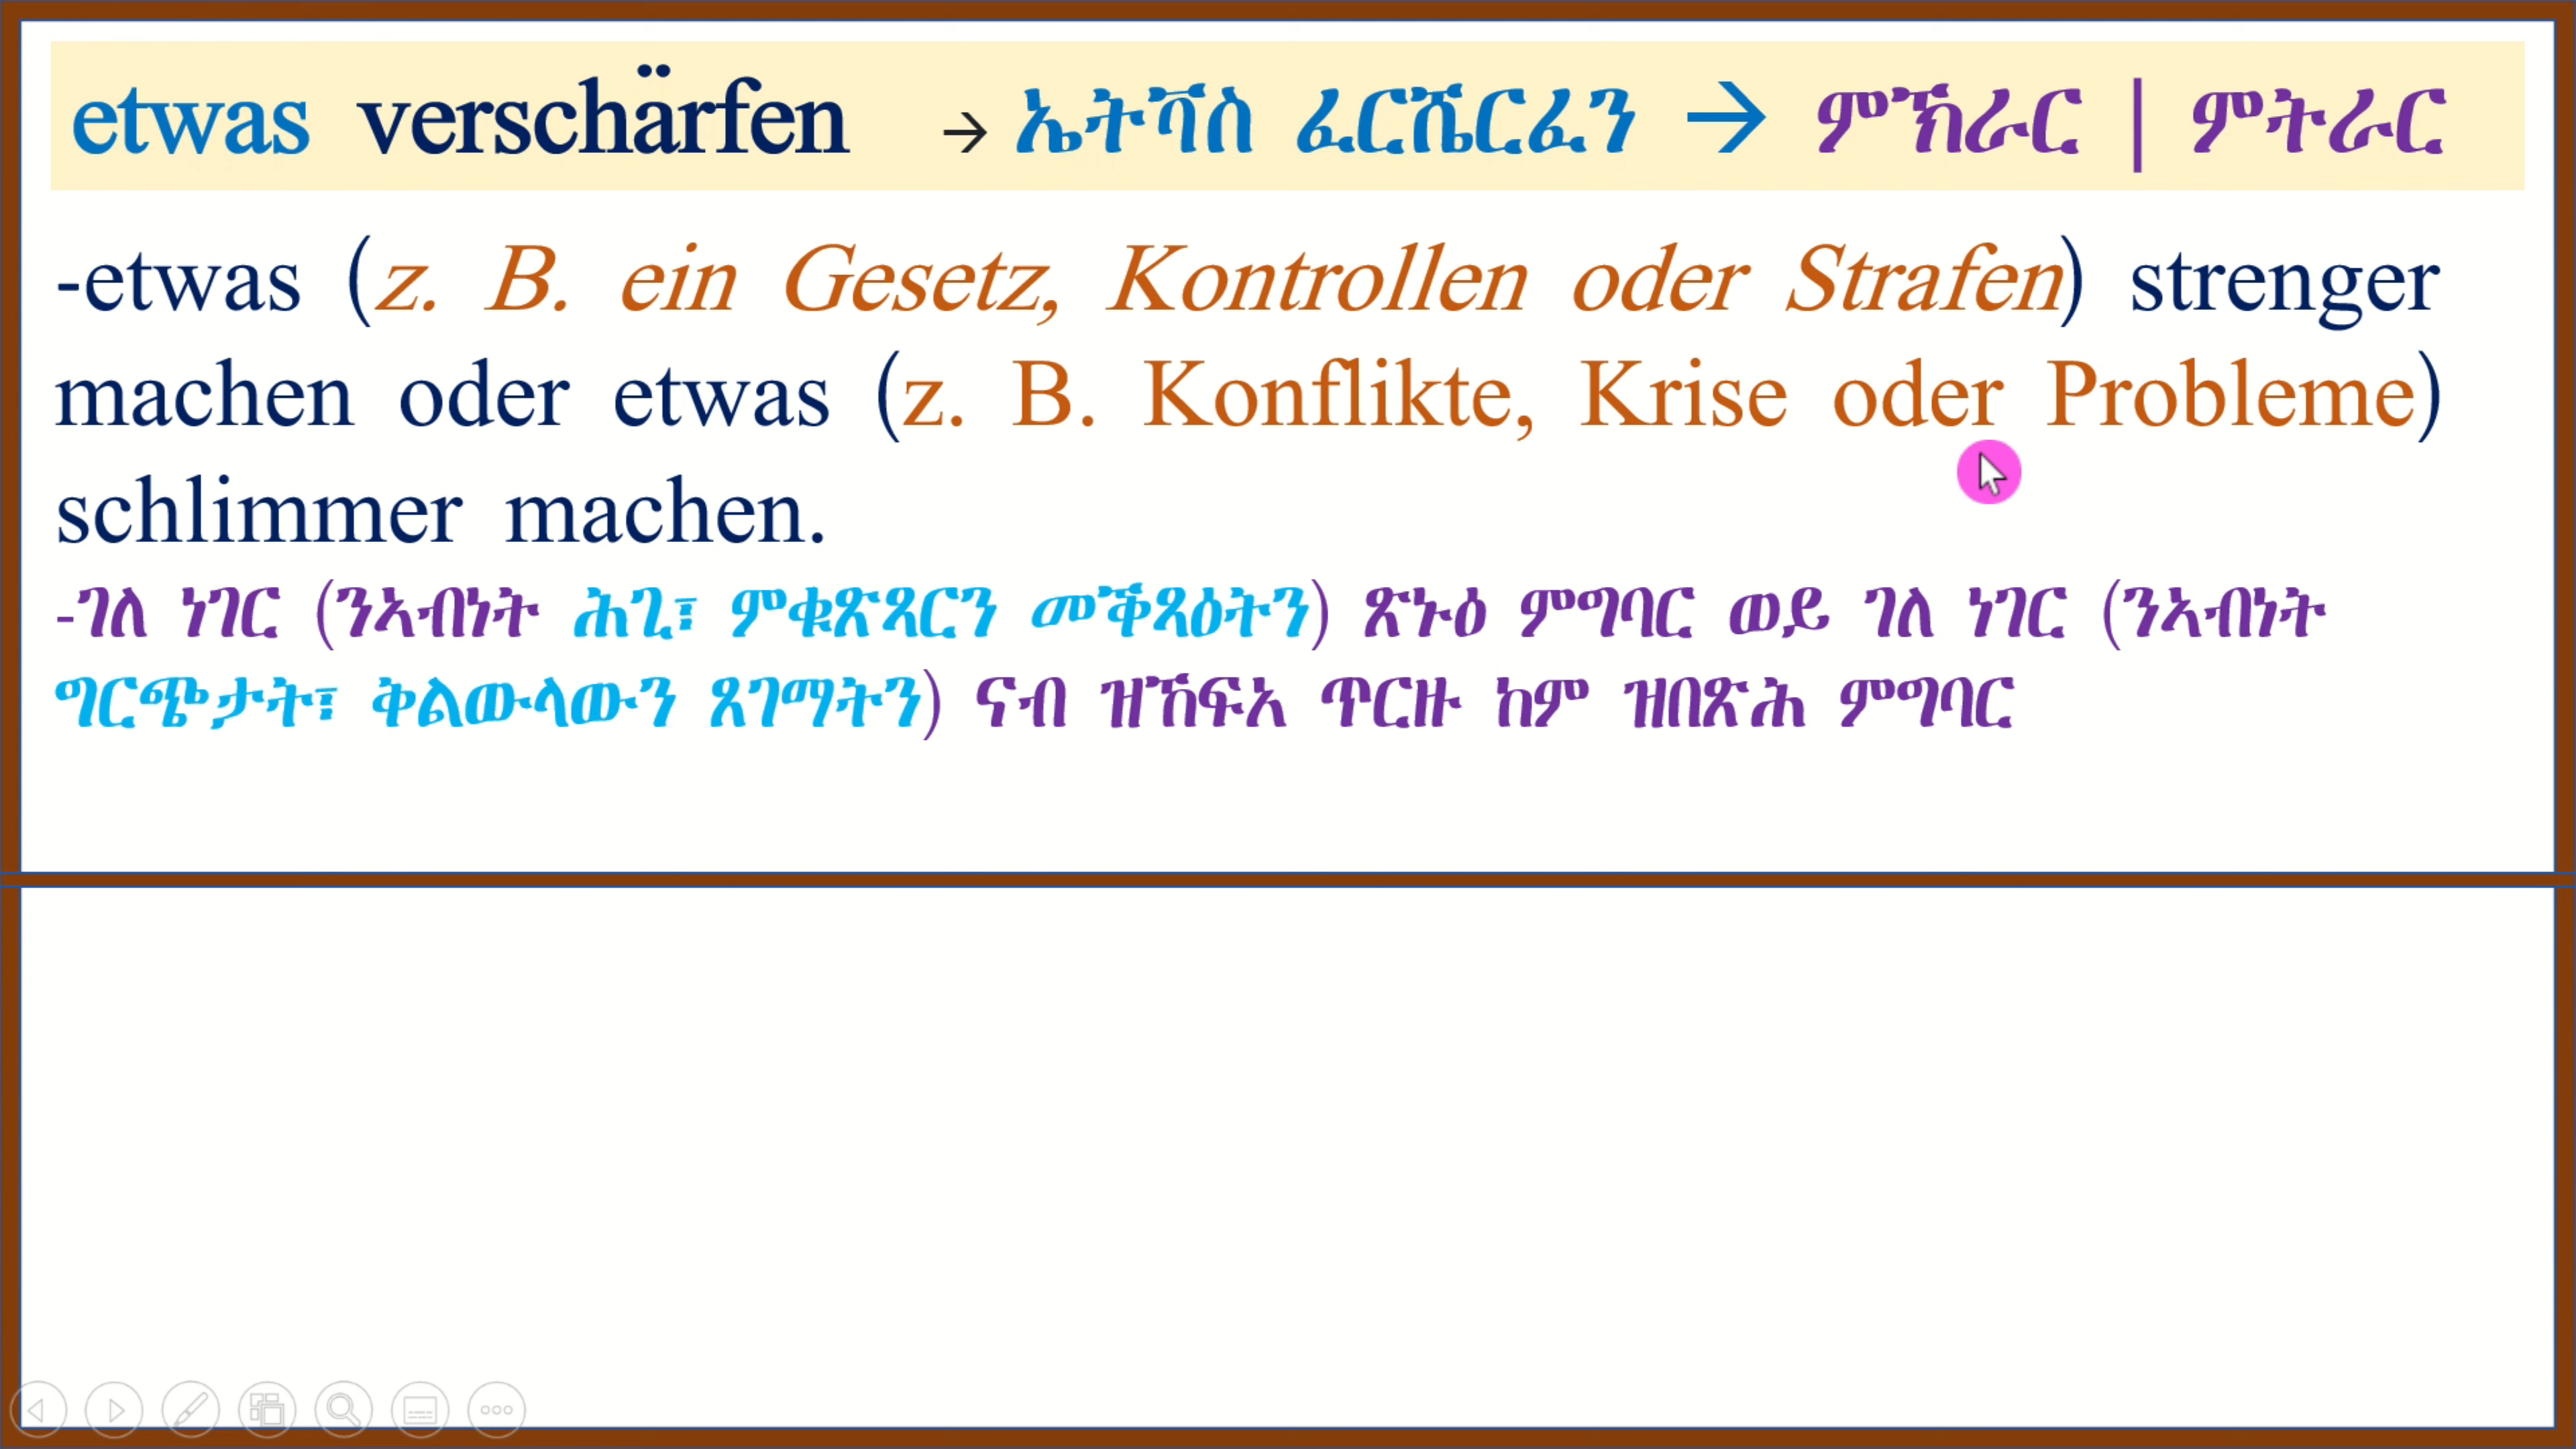 etwas verschärfen → ኤትቫስ ፈርሼርፈን → ምኽራር | ምትራር
-etwas (z. B. ein Gesetz, Kontrollen oder Strafen) strenger
machen oder etwas (z. B. Konflikte, Krise oder Probleme)
schlimmer machen.
-ገለ ነገር (ንኣብነት ሕጊ፣ ምቁጽጻርን መቕጻዕትን) ጽኑዕ ምግባር ወይ ገለ ነገር (ንኣብነት
ግርጭታት፣ ቅልውላውን ጸገማትን) ናብ ዝኸፍአ ጥርዙ ከም ዝበጽሕ ምግባር